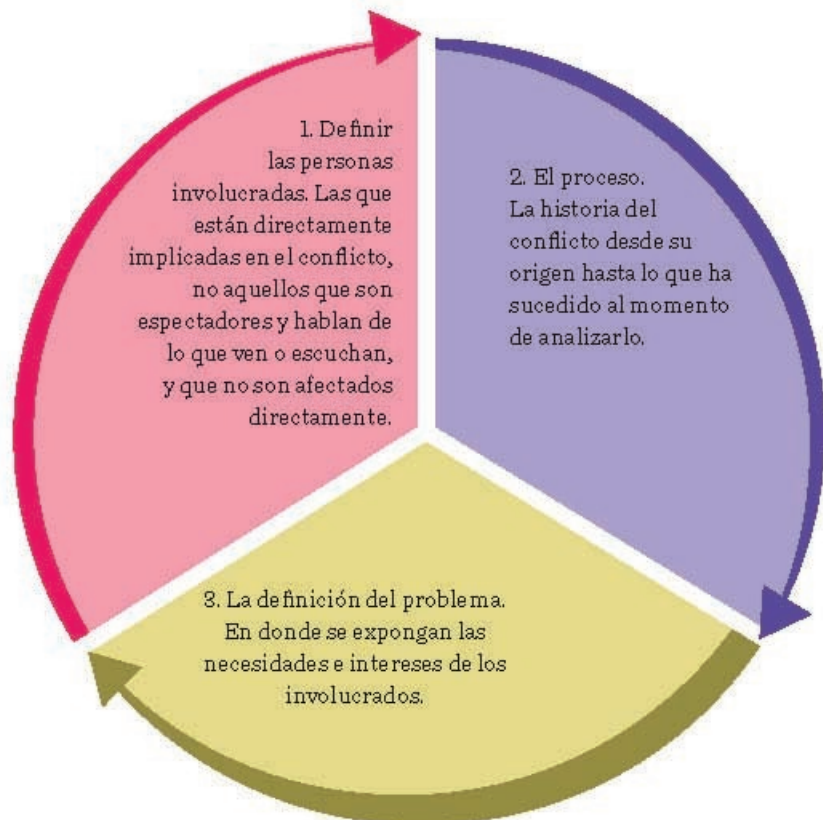 1. Definir
las personas
involucradas. Las que
están directamente
implicadas en el conflicto,
no aquellos que son
espectadores y hablan de
lo que ven o escuchan,
y que no son afectados
directamente.
2. El proceso.
La historia del
conflicto desde su
origen hasta lo que ha
sucedido al momento
de analizarlo.
3. La definición del problema.
En donde se expongan las
necesidades e intereses de los
involucrados.